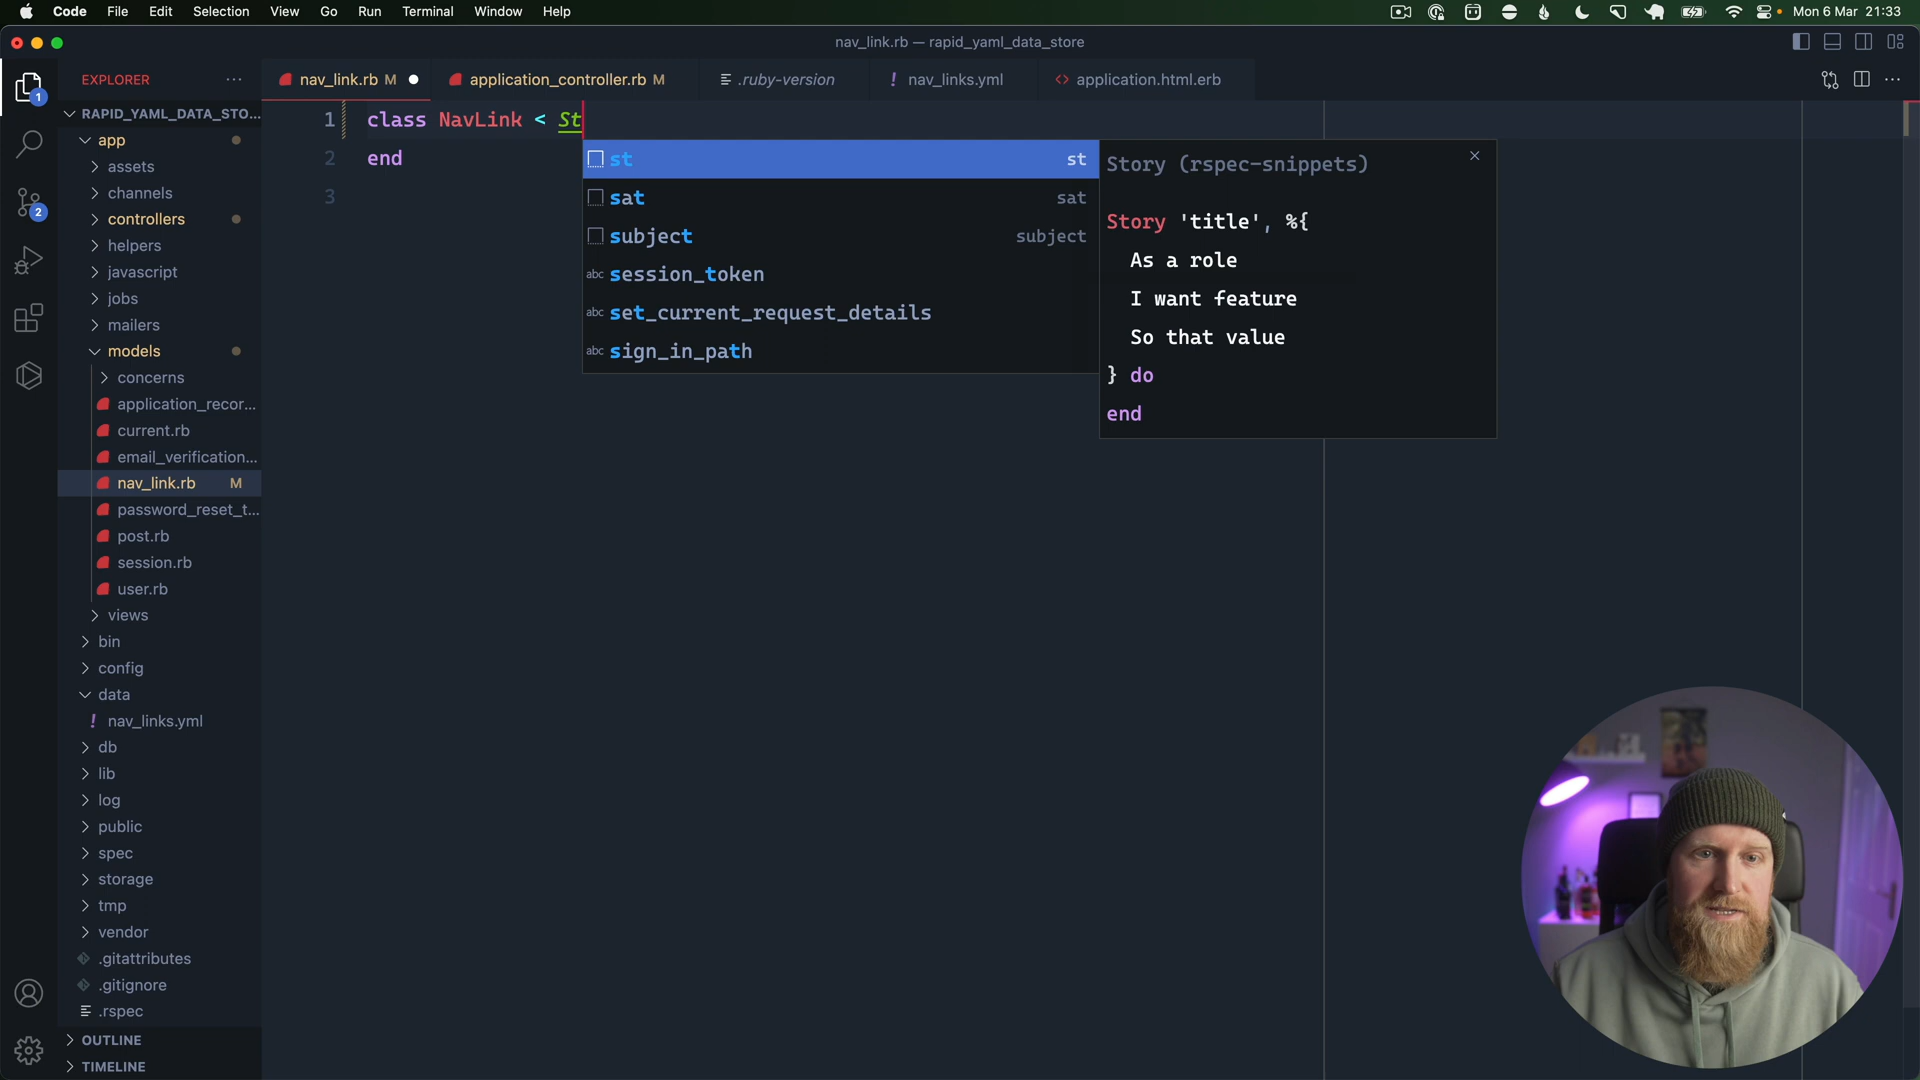 Code File Edit Selection View Go Run Terminal Window Help
Mon 6 Mar 21:33
nav_link.rb — rapid_yaml_data_store
EXPLORER
nav_link.rb M
application_controller.rb M
.ruby-version
nav_links.yml
application.html.erb
RAPID_YAML_DATA_STO...
app
assets
channels
controllers
helpers
javascript
jobs
mailers
models
concerns
application_recor...
current.rb
email_verification...
nav_link.rb M
password_reset_t...
post.rb
session.rb
user.rb
views
bin
config
data
nav_links.yml
db
lib
log
public
spec
storage
tmp
vendor
.gitattributes
.gitignore
.rspec
OUTLINE
TIMELINE
1
2
1 class NavLink < St
2 end
3
st st
sat sat
subject subject
abc session_token
abc set_current_request_details
abc sign_in_path
Story (rspec-snippets)
Story 'title', %{
As a role
I want feature
So that value
} do
end